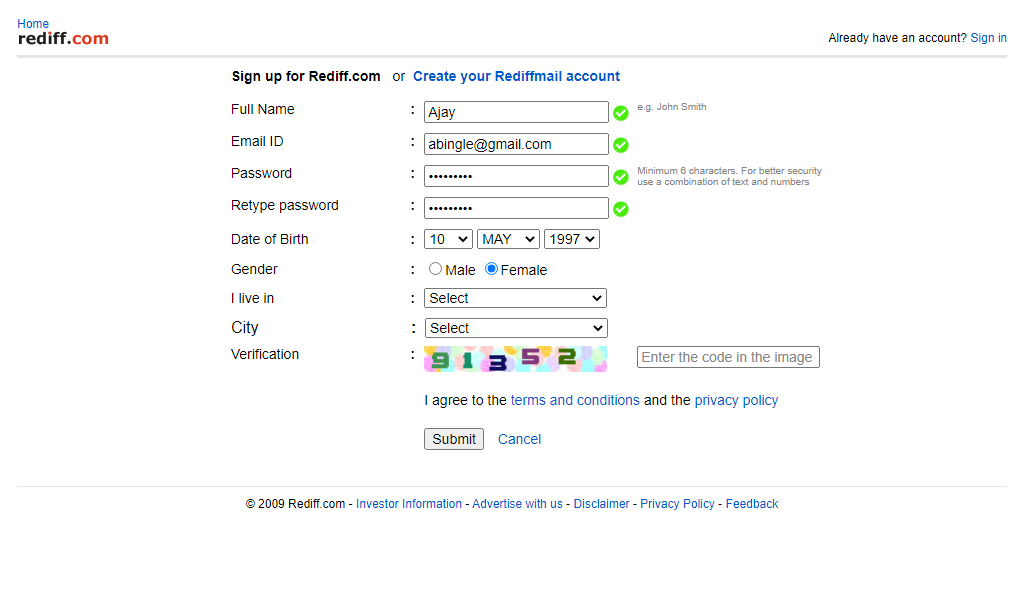 Home
rediff.com
Already have an account? Sign in
Sign up for Rediff.com or Create your Rediffmail account
Full Name : Ajay e.g. John Smith
Email ID : abingle@gmail.com
Password : ••••••••• Minimum 6 characters. For better security
use a combination of text and numbers
Retype password : •••••••••
Date of Birth : 10 MAY 1997
Gender : Male Female
I live in : Select
City : Select
Verification : 91352 Enter the code in the image
I agree to the terms and conditions and the privacy policy
Submit Cancel
© 2009 Rediff.com - Investor Information - Advertise with us - Disclaimer - Privacy Policy - Feedback